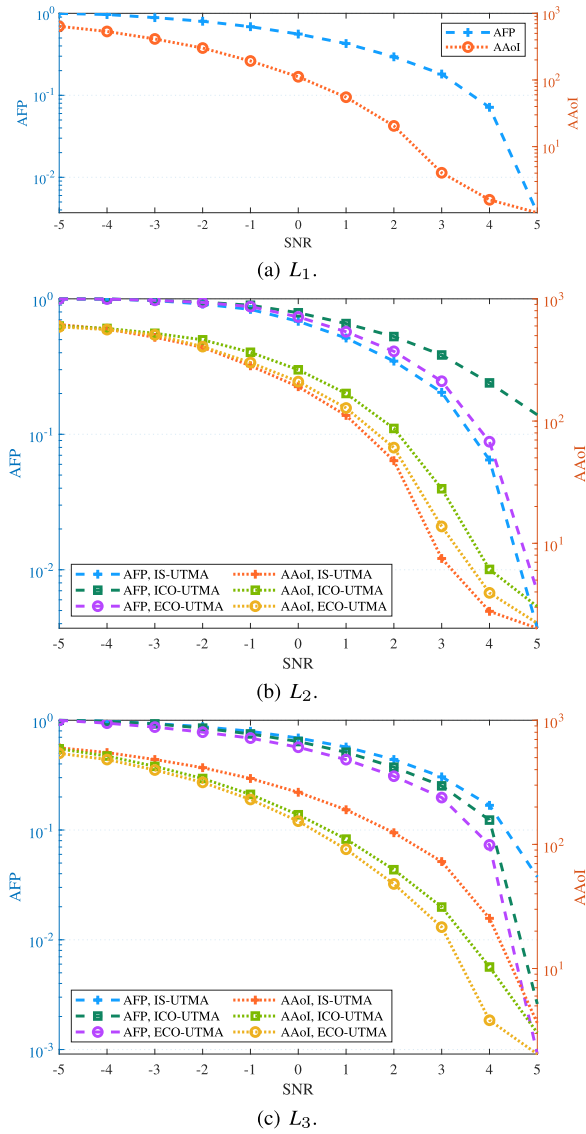 10^0
10^-1
10^-2
AFP
10^3
10^2
10^1
AAoI
AFP
AAoI
-5 -4 -3 -2 -1 0 1 2 3 4 5
SNR
(a) L1.
10^0
10^-1
10^-2
AFP
10^3
10^2
10^1
AAoI
AFP, IS-UTMA AAoI, IS-UTMA
AFP, ICO-UTMA AAoI, ICO-UTMA
AFP, ECO-UTMA AAoI, ECO-UTMA
-5 -4 -3 -2 -1 0 1 2 3 4 5
SNR
(b) L2.
10^0
10^-1
10^-2
10^-3
AFP
10^3
10^2
10^1
AAoI
AFP, IS-UTMA AAoI, IS-UTMA
AFP, ICO-UTMA AAoI, ICO-UTMA
AFP, ECO-UTMA AAoI, ECO-UTMA
-5 -4 -3 -2 -1 0 1 2 3 4 5
SNR
(c) L3.